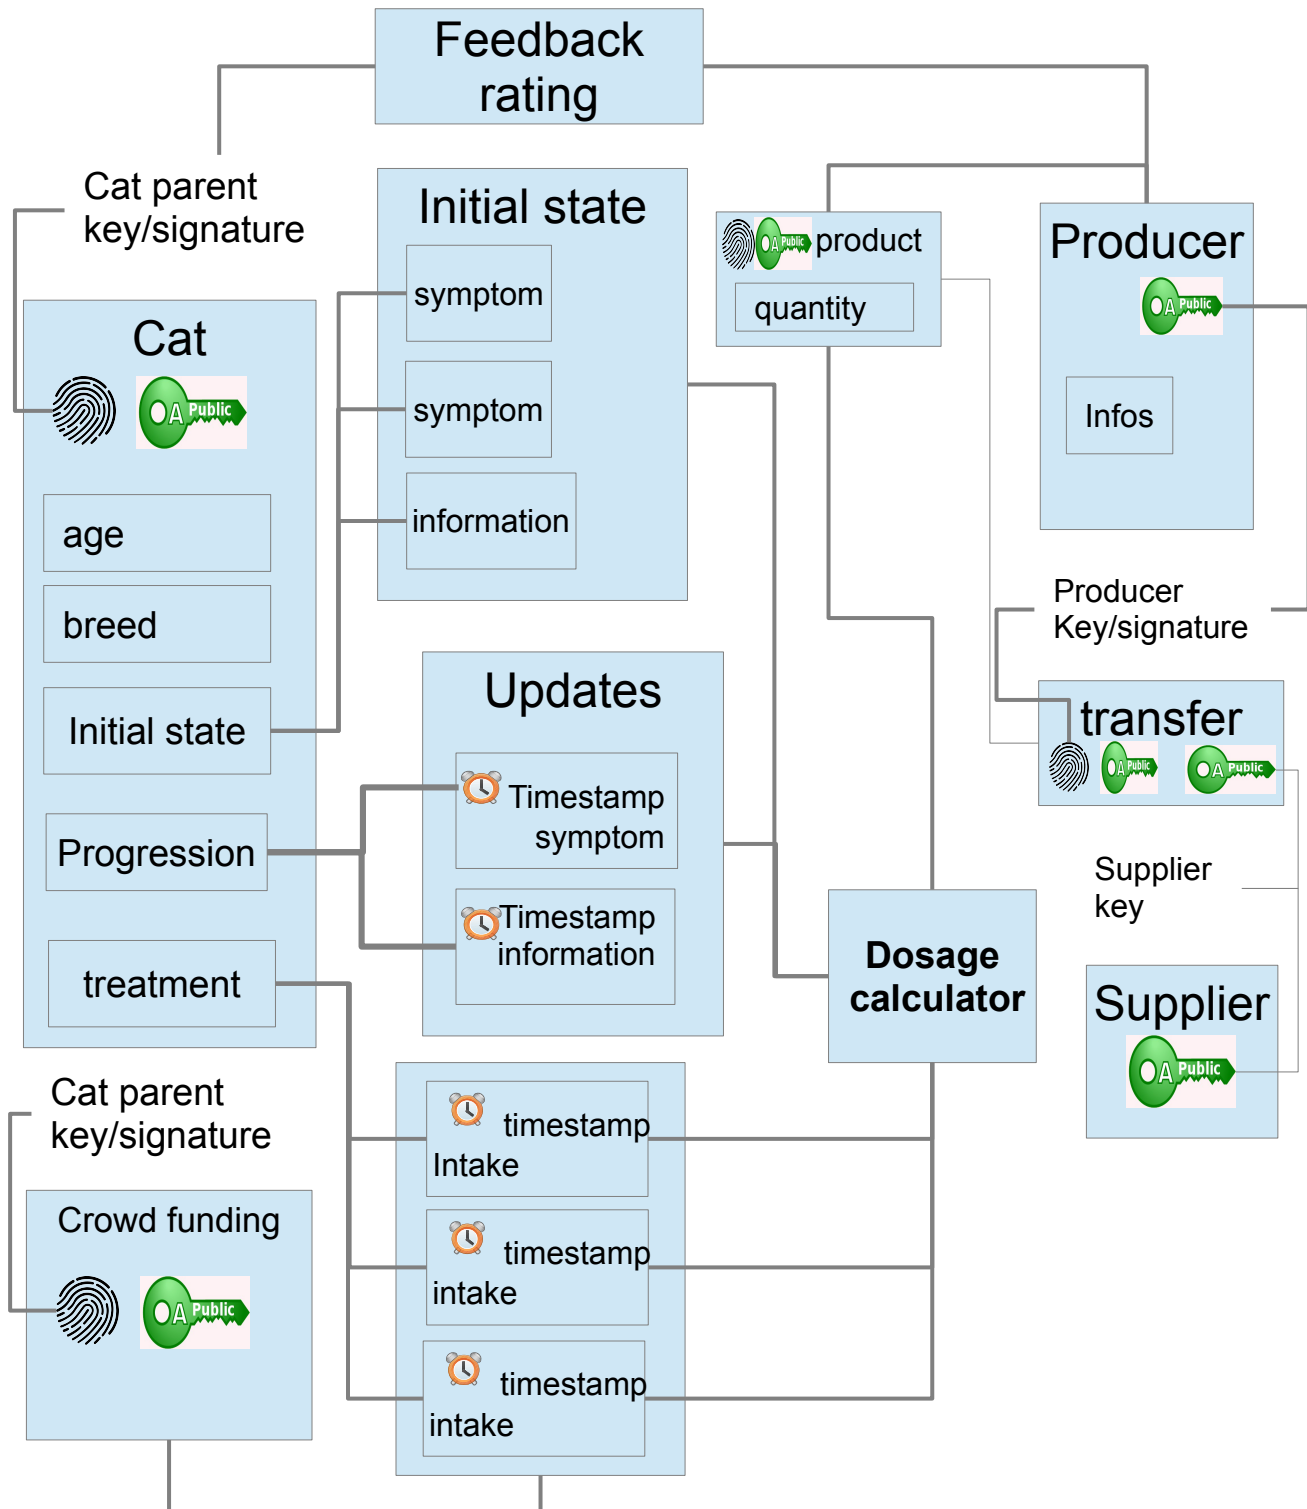 Feedback
rating
Cat parent
key/signature
Initial state
symptom
symptom
information
A Public
product
quantity
Producer
A Public
Infos
Cat
A Public
age
breed
Initial state
Progression
treatment
Producer
Key/signature
Updates
Timestamp
symptom
Timestamp
information
transfer
A Public
A Public
Supplier
key
Dosage
calculator
Supplier
A Public
Cat parent
key/signature
timestamp
Intake
timestamp
intake
timestamp
intake
Crowd funding
A Public